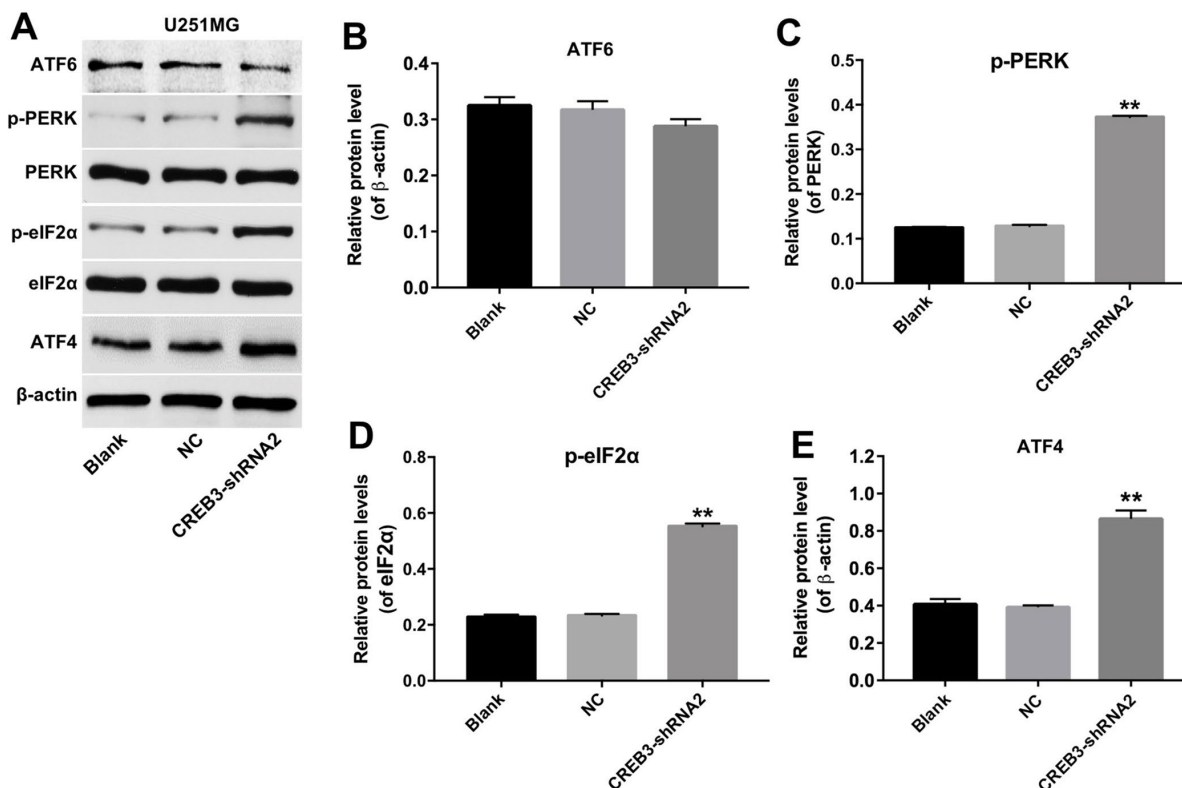 A
U251MG
ATF6
p-PERK
PERK
p-eIF2α
eIF2α
ATF4
β-actin
Blank
NC
CREB3-shRNA2
B
ATF6
Relative protein level
(of β-actin)
0.4
0.3
0.3
0.1
0.0
Blank
NC
CREB3-shRNA2
C
p-PERK
Relative protein levels
(of PERK)
0.5
0.4
0.3
0.2
0.1
0.0
**
Blank
NC
CREB3-shRNA2
D
p-eIF2α
Relative protein levels
(of eIF2α)
0.8
0.6
0.4
0.2
0.0
**
Blank
NC
CREB3-shRNA2
E
ATF4
Relative protein level
(of β-actin)
1.2
1.0
0.8
0.6
0.4
0.2
0.0
**
Blank
NC
CREB3-shRNA2